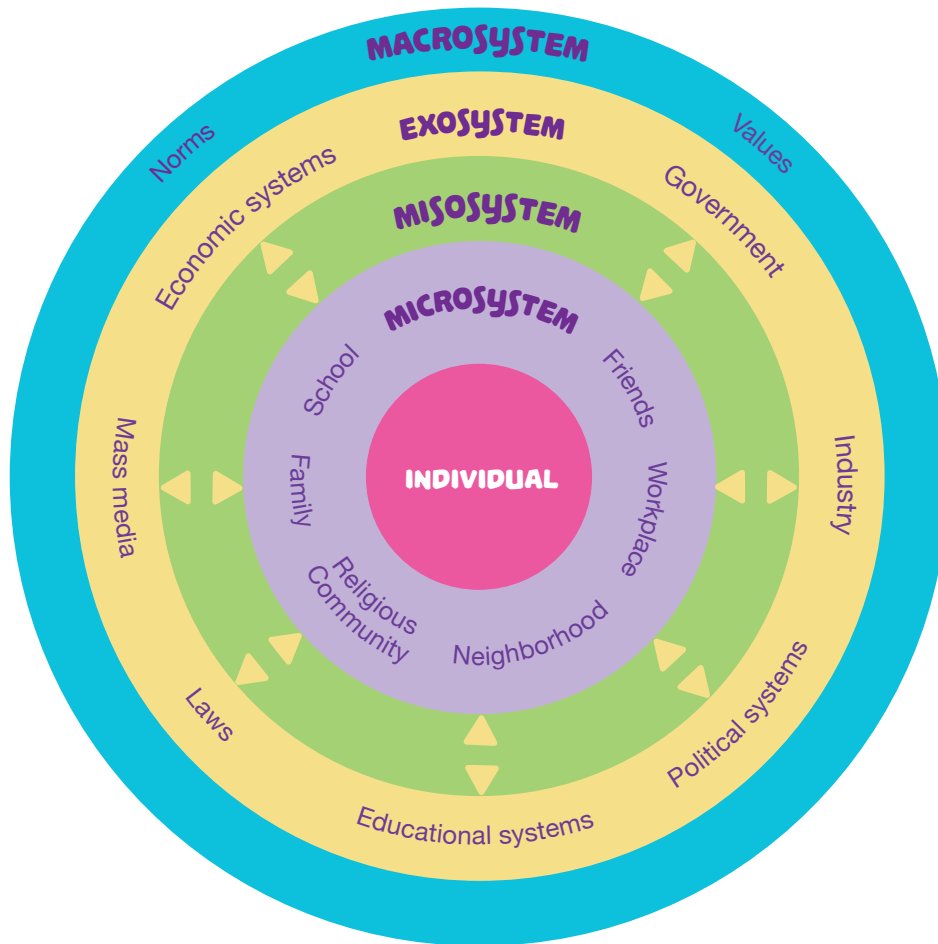 MACROSYSTEM
Norms
Values
EXOSYSTEM
Economic systems
Government
Mass media
Industry
Laws
Political systems
Educational systems
MISOSYSTEM
MICROSYSTEM
School
Friends
Family
Workplace
Religious
Community
Neighborhood
INDIVIDUAL